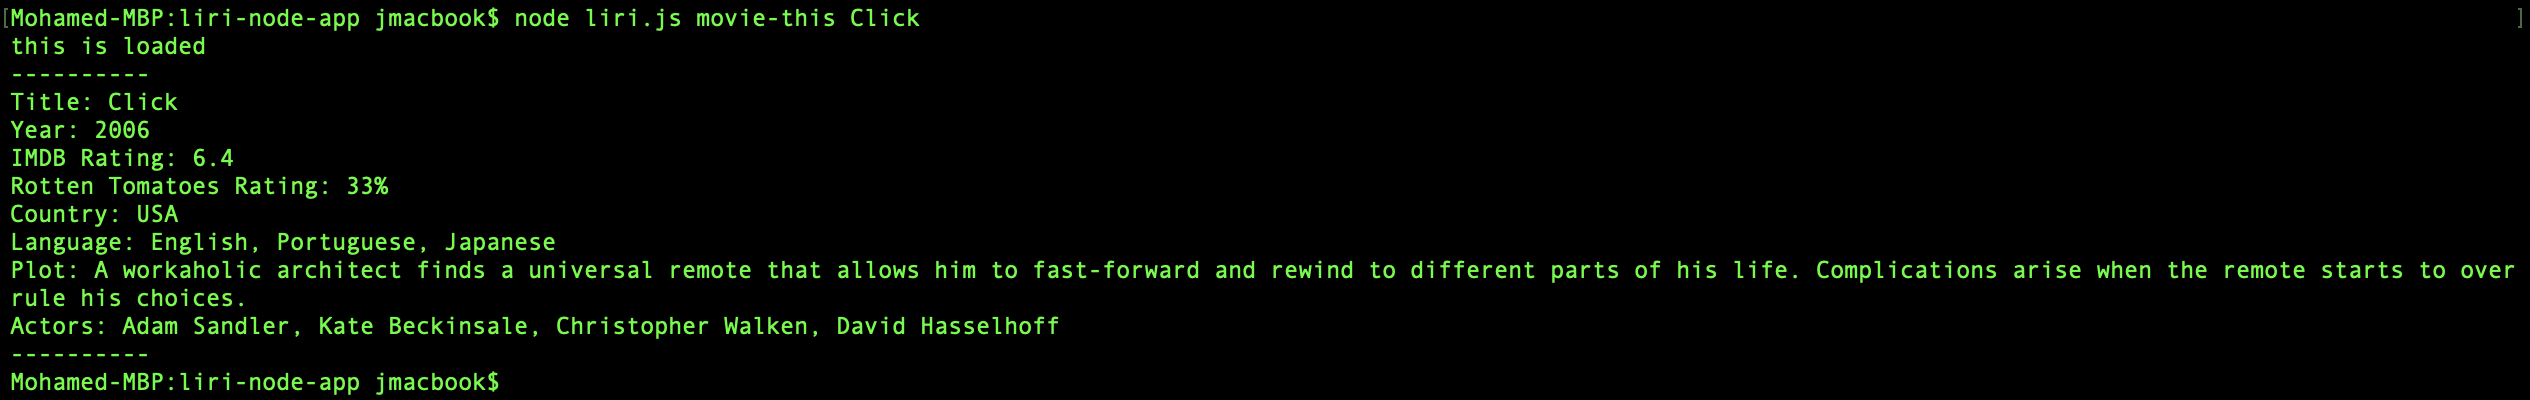 [Mohamed-MBP:liri-node-app jmacbook$ node liri.js movie-this Click ]
this is loaded
----------
Title: Click
Year: 2006
IMDB Rating: 6.4
Rotten Tomatoes Rating: 33%
Country: USA
Language: English, Portuguese, Japanese
Plot: A workaholic architect finds a universal remote that allows him to fast-forward and rewind to different parts of his life. Complications arise when the remote starts to over
rule his choices.
Actors: Adam Sandler, Kate Beckinsale, Christopher Walken, David Hasselhoff
----------
Mohamed-MBP:liri-node-app jmacbook$